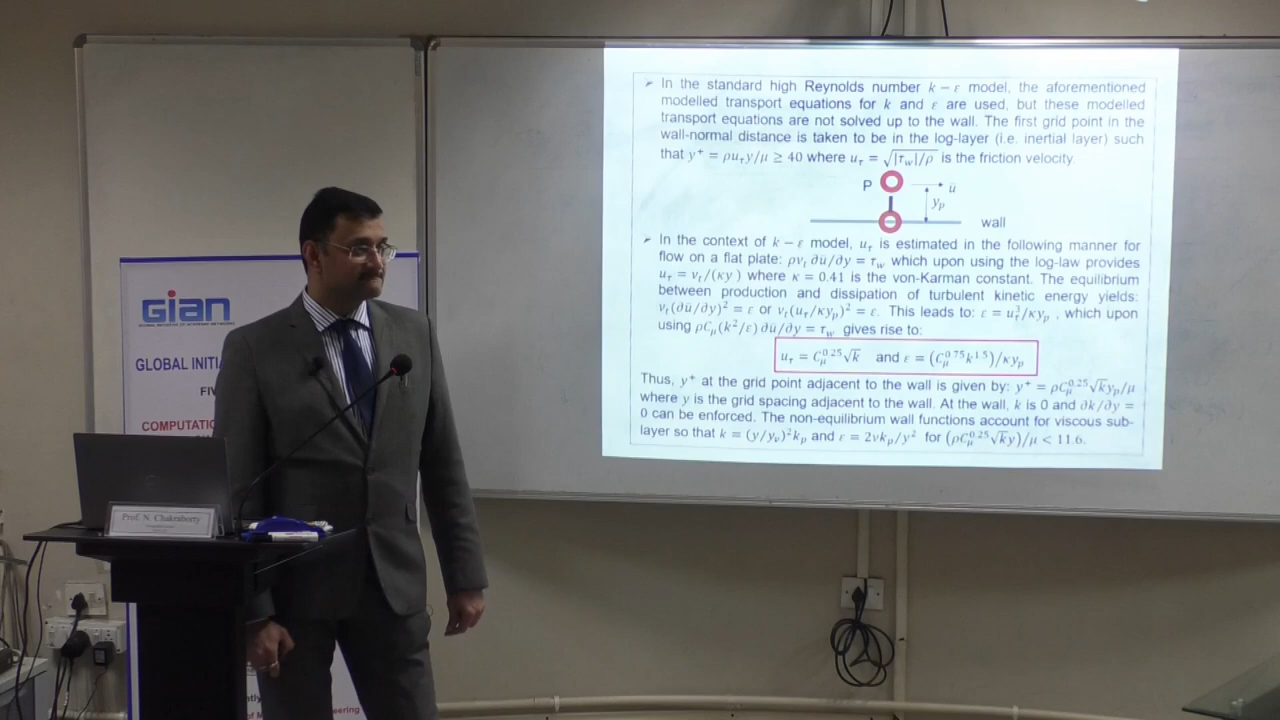 In the standard high Reynolds number k − ε model, the aforementioned
modelled transport equations for k and ε are used, but these modelled
transport equations are not solved up to the wall. The first grid point in the
wall-normal distance is taken to be in the log-layer (i.e. inertial layer) such
that y⁺ = ρu_τy/μ ≥ 40 where u_τ = √|τ_w|/ρ is the friction velocity.
P
ū
y_p
wall
In the context of k − ε model, u_τ is estimated in the following manner for
flow on a flat plate: ρν_t ∂ū/∂y = τ_w which upon using the log-law provides
u_τ = ν_t/(κy) where κ = 0.41 is the von-Karman constant. The equilibrium
between production and dissipation of turbulent kinetic energy yields:
ν_t(∂ū/∂y)² = ε or ν_t(u_τ/κy_p)² = ε. This leads to: ε = u_τ³/κy_p , which upon
using ρC_μ(k²/ε) ∂ū/∂y = τ_w gives rise to:
u_τ = C_μ^0.25 √k and ε = (C_μ^0.75 k^1.5)/κy_p
Thus, y⁺ at the grid point adjacent to the wall is given by: y⁺ = ρC_μ^0.25 √k y_p/μ
where y is the grid spacing adjacent to the wall. At the wall, k is 0 and ∂k/∂y =
0 can be enforced. The non-equilibrium wall functions account for viscous sub-
layer so that k = (y/y_v)²k_p and ε = 2νk_p/y² for (ρC_μ^0.25 √k y)/μ < 11.6.
GIAN
GLOBAL INITIATIVE OF ACADEMIC NETWORKS
GLOBAL INITIA
FIV
COMPUTATIO
Prof. N. Chakraborty
ntly
of M
eering